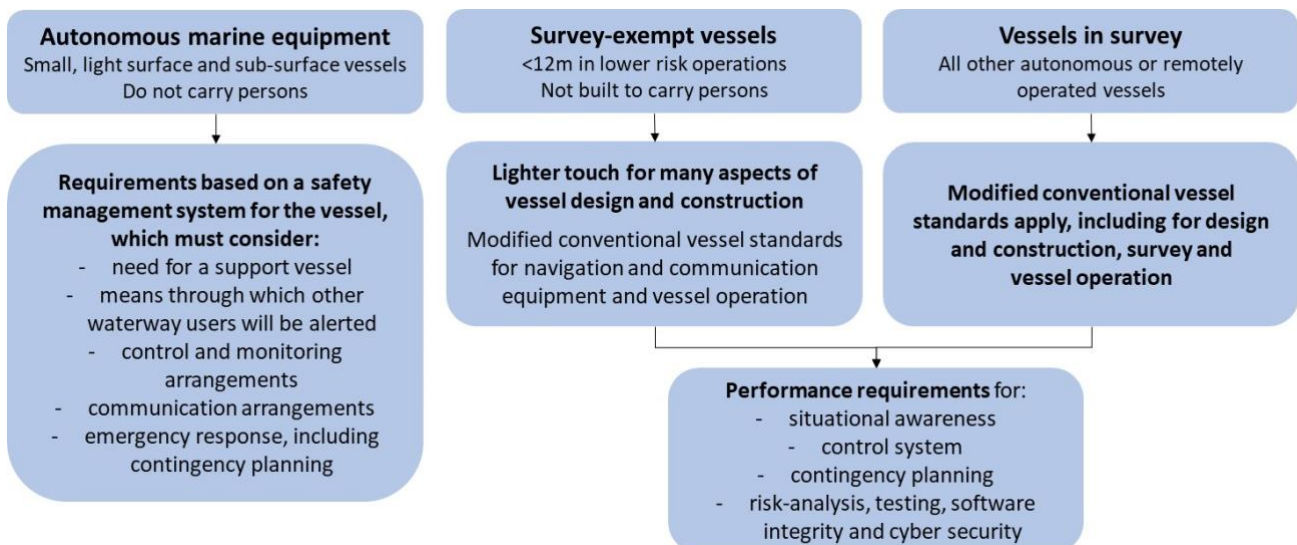 Autonomous marine equipment
Small, light surface and sub-surface vessels
Do not carry persons
Requirements based on a safety
management system for the vessel,
which must consider:
- need for a support vessel
- means through which other
waterway users will be alerted
- control and monitoring
arrangements
- communication arrangements
- emergency response, including
contingency planning
Survey-exempt vessels
<12m in lower risk operations
Not built to carry persons
Lighter touch for many aspects of
vessel design and construction
Modified conventional vessel standards
for navigation and communication
equipment and vessel operation
Vessels in survey
All other autonomous or remotely
operated vessels
Modified conventional vessel
standards apply, including for design
and construction, survey and
vessel operation
Performance requirements for:
- situational awareness
- control system
- contingency planning
- risk-analysis, testing, software
integrity and cyber security